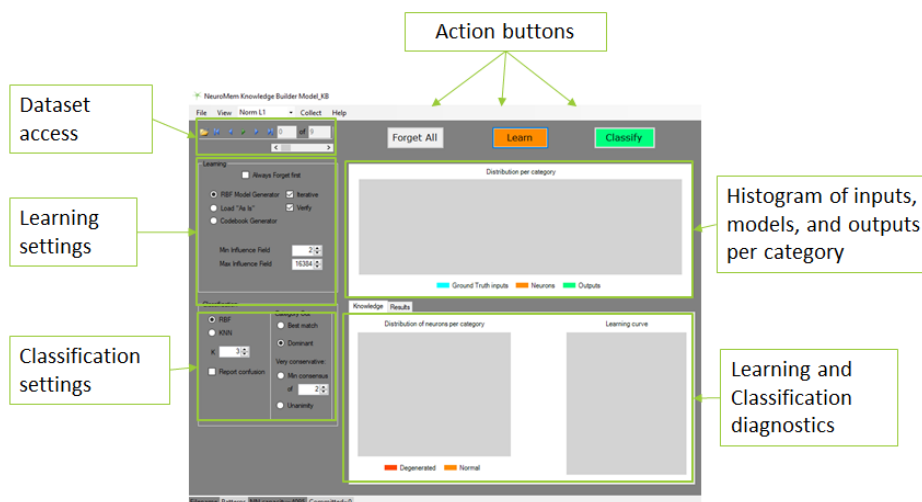 Action buttons
Dataset
access
NeuroMem Knowledge Builder Model_KB
File View Norm L1 Collect Help
0 of 9
Forget All
Learn
Classify
Learning
Always Forget first
RBF Model Generator
Iterative
Load "As Is"
Verify
Codebook Generator
Min Influence Field 2
Max Influence Field 16384
Learning
settings
Distribution per category
Ground Truth inputs
Neurons
Outputs
Histogram of inputs,
models, and outputs
per category
Classification
RBF
KNN
K 3
Report confusion
Category Out
Best match
Dominant
Very conservative:
Min consensus
of 2
Unanimity
Classification
settings
Knowledge
Results
Distribution of neurons per category
Learning curve
Degenerated
Normal
Learning and
Classification
diagnostics